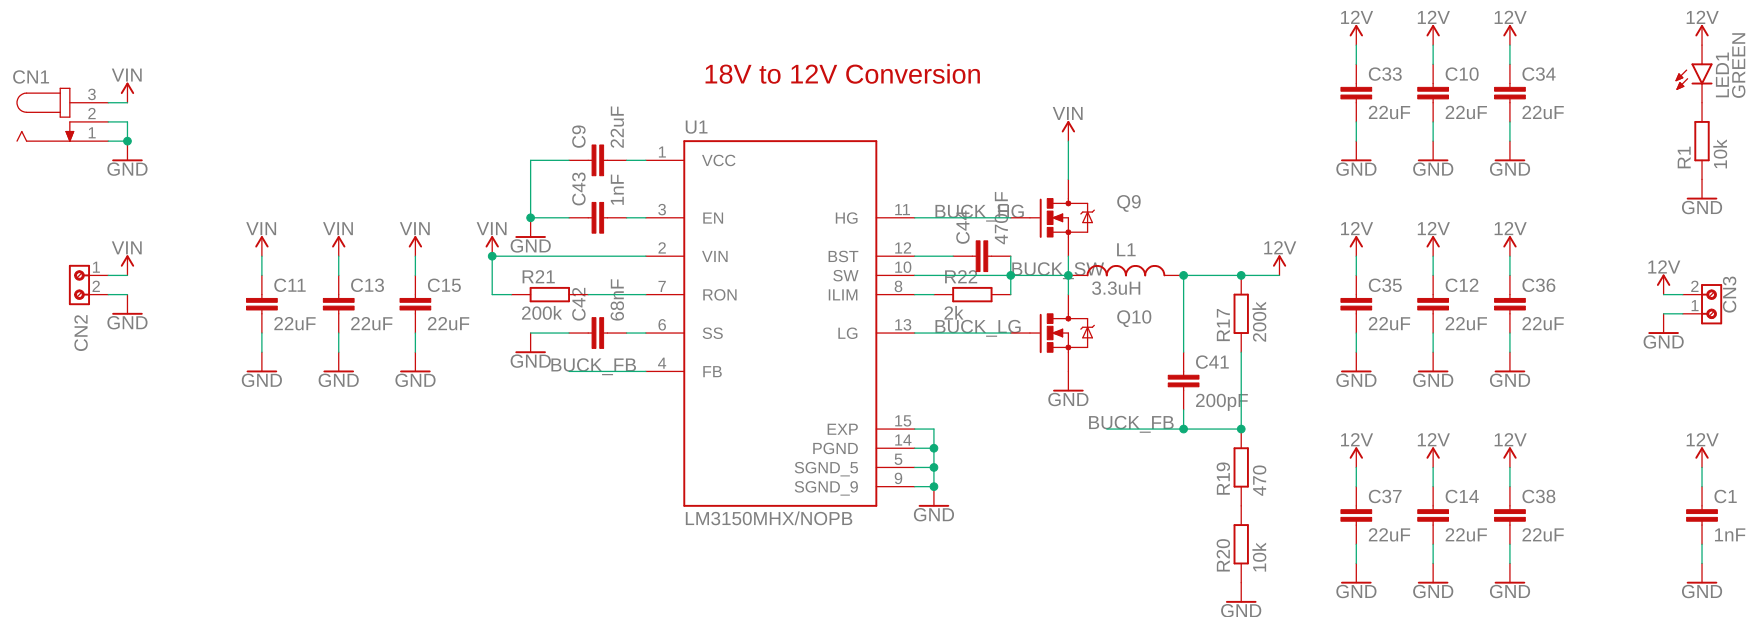 18V to 12V Conversion
CN1
VIN
3
2
1
GND
CN2
VIN
1
2
GND
VIN
C11
22uF
GND
VIN
C13
22uF
GND
VIN
C15
22uF
GND
U1
C9
22uF
1
VCC
C43
1nF
3
EN
GND
VIN
2
VIN
R21
200k
7
RON
C42
68nF
6
SS
GND
BUCK_FB
4
FB
HG
11
BUCK_HG
BST
12
C44
470nF
SW
10
BUCK_SW
ILIM
8
R22
2k
LG
13
BUCK_LG
EXP
15
PGND
14
SGND_5
5
SGND_9
9
GND
LM3150MHX/NOPB
VIN
Q9
L1
3.3uH
12V
Q10
GND
R17
200k
C41
200pF
BUCK_FB
R19
470
R20
10k
GND
12V
C33
22uF
GND
12V
C10
22uF
GND
12V
C34
22uF
GND
12V
C35
22uF
GND
12V
C12
22uF
GND
12V
C36
22uF
GND
12V
C37
22uF
GND
12V
C14
22uF
GND
12V
C38
22uF
GND
12V
LED1
GREEN
R1
10k
GND
12V
CN3
2
1
GND
12V
C1
1nF
GND